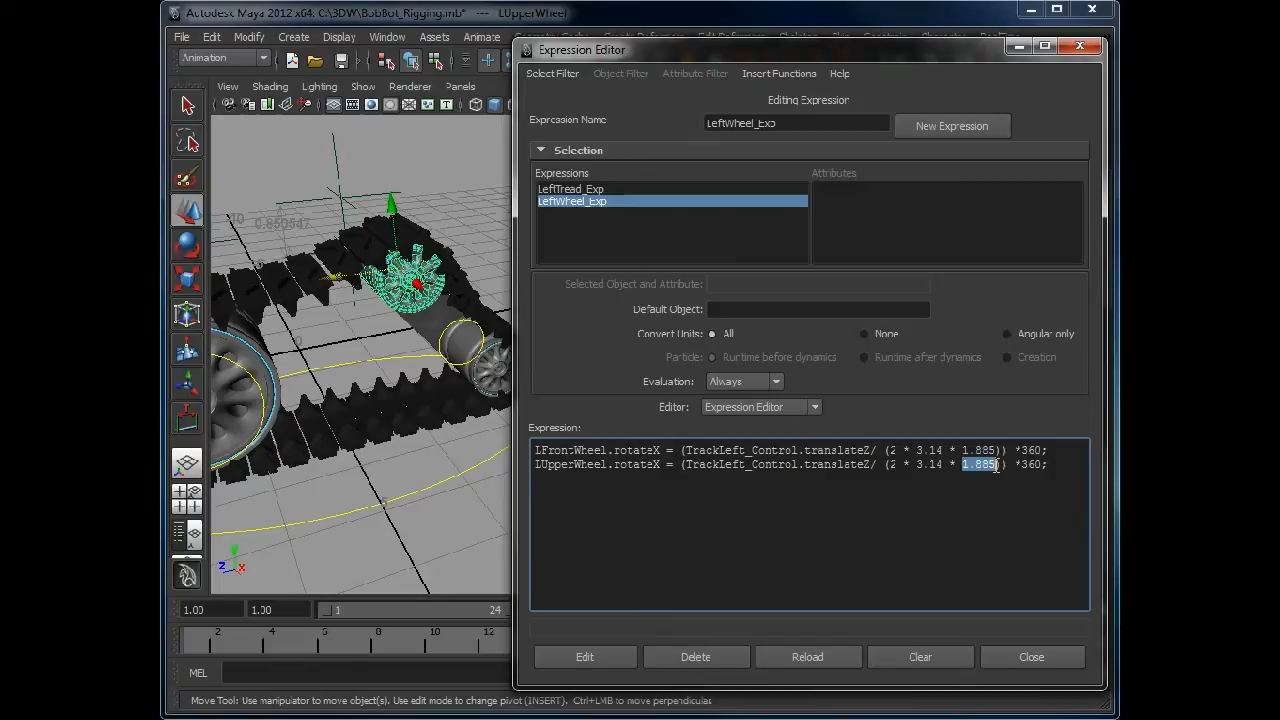 Autodesk Maya 2012 x64: C:\3DW\BobBot_Rigging.mb* --- LUpperWheel
File Edit Modify Create Display Window Assets Animate
Animation
View Shading Lighting Show Renderer Panels
10
0.850547
5
0
5
z
x
1.00 1.00 1 24
2 4 6 8 10 12
MEL
Move Tool: Use manipulator to move object(s). Use edit mode to change pivot (INSERT). Ctrl+LMB to move perpendicular.
Expression Editor
Select Filter Object Filter Attribute Filter Insert Functions Help
Editing Expression
Expression Name LeftWheel_Exp New Expression
Selection
Expressions Attributes
LeftTread_Exp
LeftWheel_Exp
Selected Object and Attribute:
Default Object:
Convert Units: All None Angular only
Particle: Runtime before dynamics Runtime after dynamics Creation
Evaluation: Always
Editor: Expression Editor
Expression:
LFrontWheel.rotateX = (TrackLeft_Control.translateZ/ (2 * 3.14 * 1.885)) *360;
LUpperWheel.rotateX = (TrackLeft_Control.translateZ/ (2 * 3.14 * 1.885)) *360;
Edit Delete Reload Clear Close